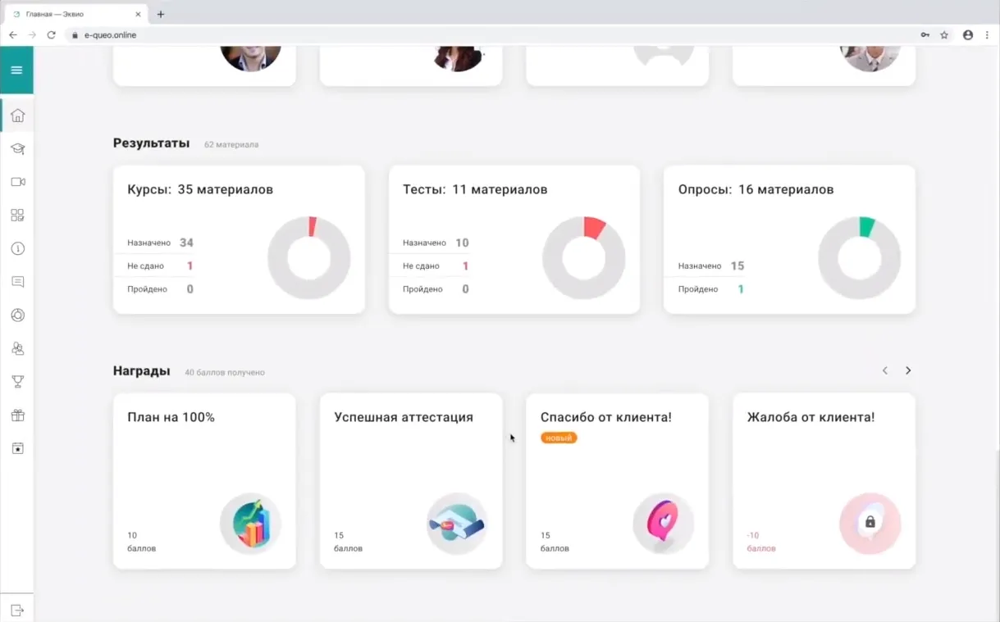 Главная — Эквио
e-queo.online
Результаты 62 материала
Курсы: 35 материалов
Назначено 34
Не сдано 1
Пройдено 0
Тесты: 11 материалов
Назначено 10
Не сдано 1
Пройдено 0
Опросы: 16 материалов
Назначено 15
Пройдено 1
Награды 40 баллов получено
План на 100%
10
баллов
Успешная аттестация
15
баллов
Спасибо от клиента!
новый
15
баллов
Жалоба от клиента!
-10
баллов